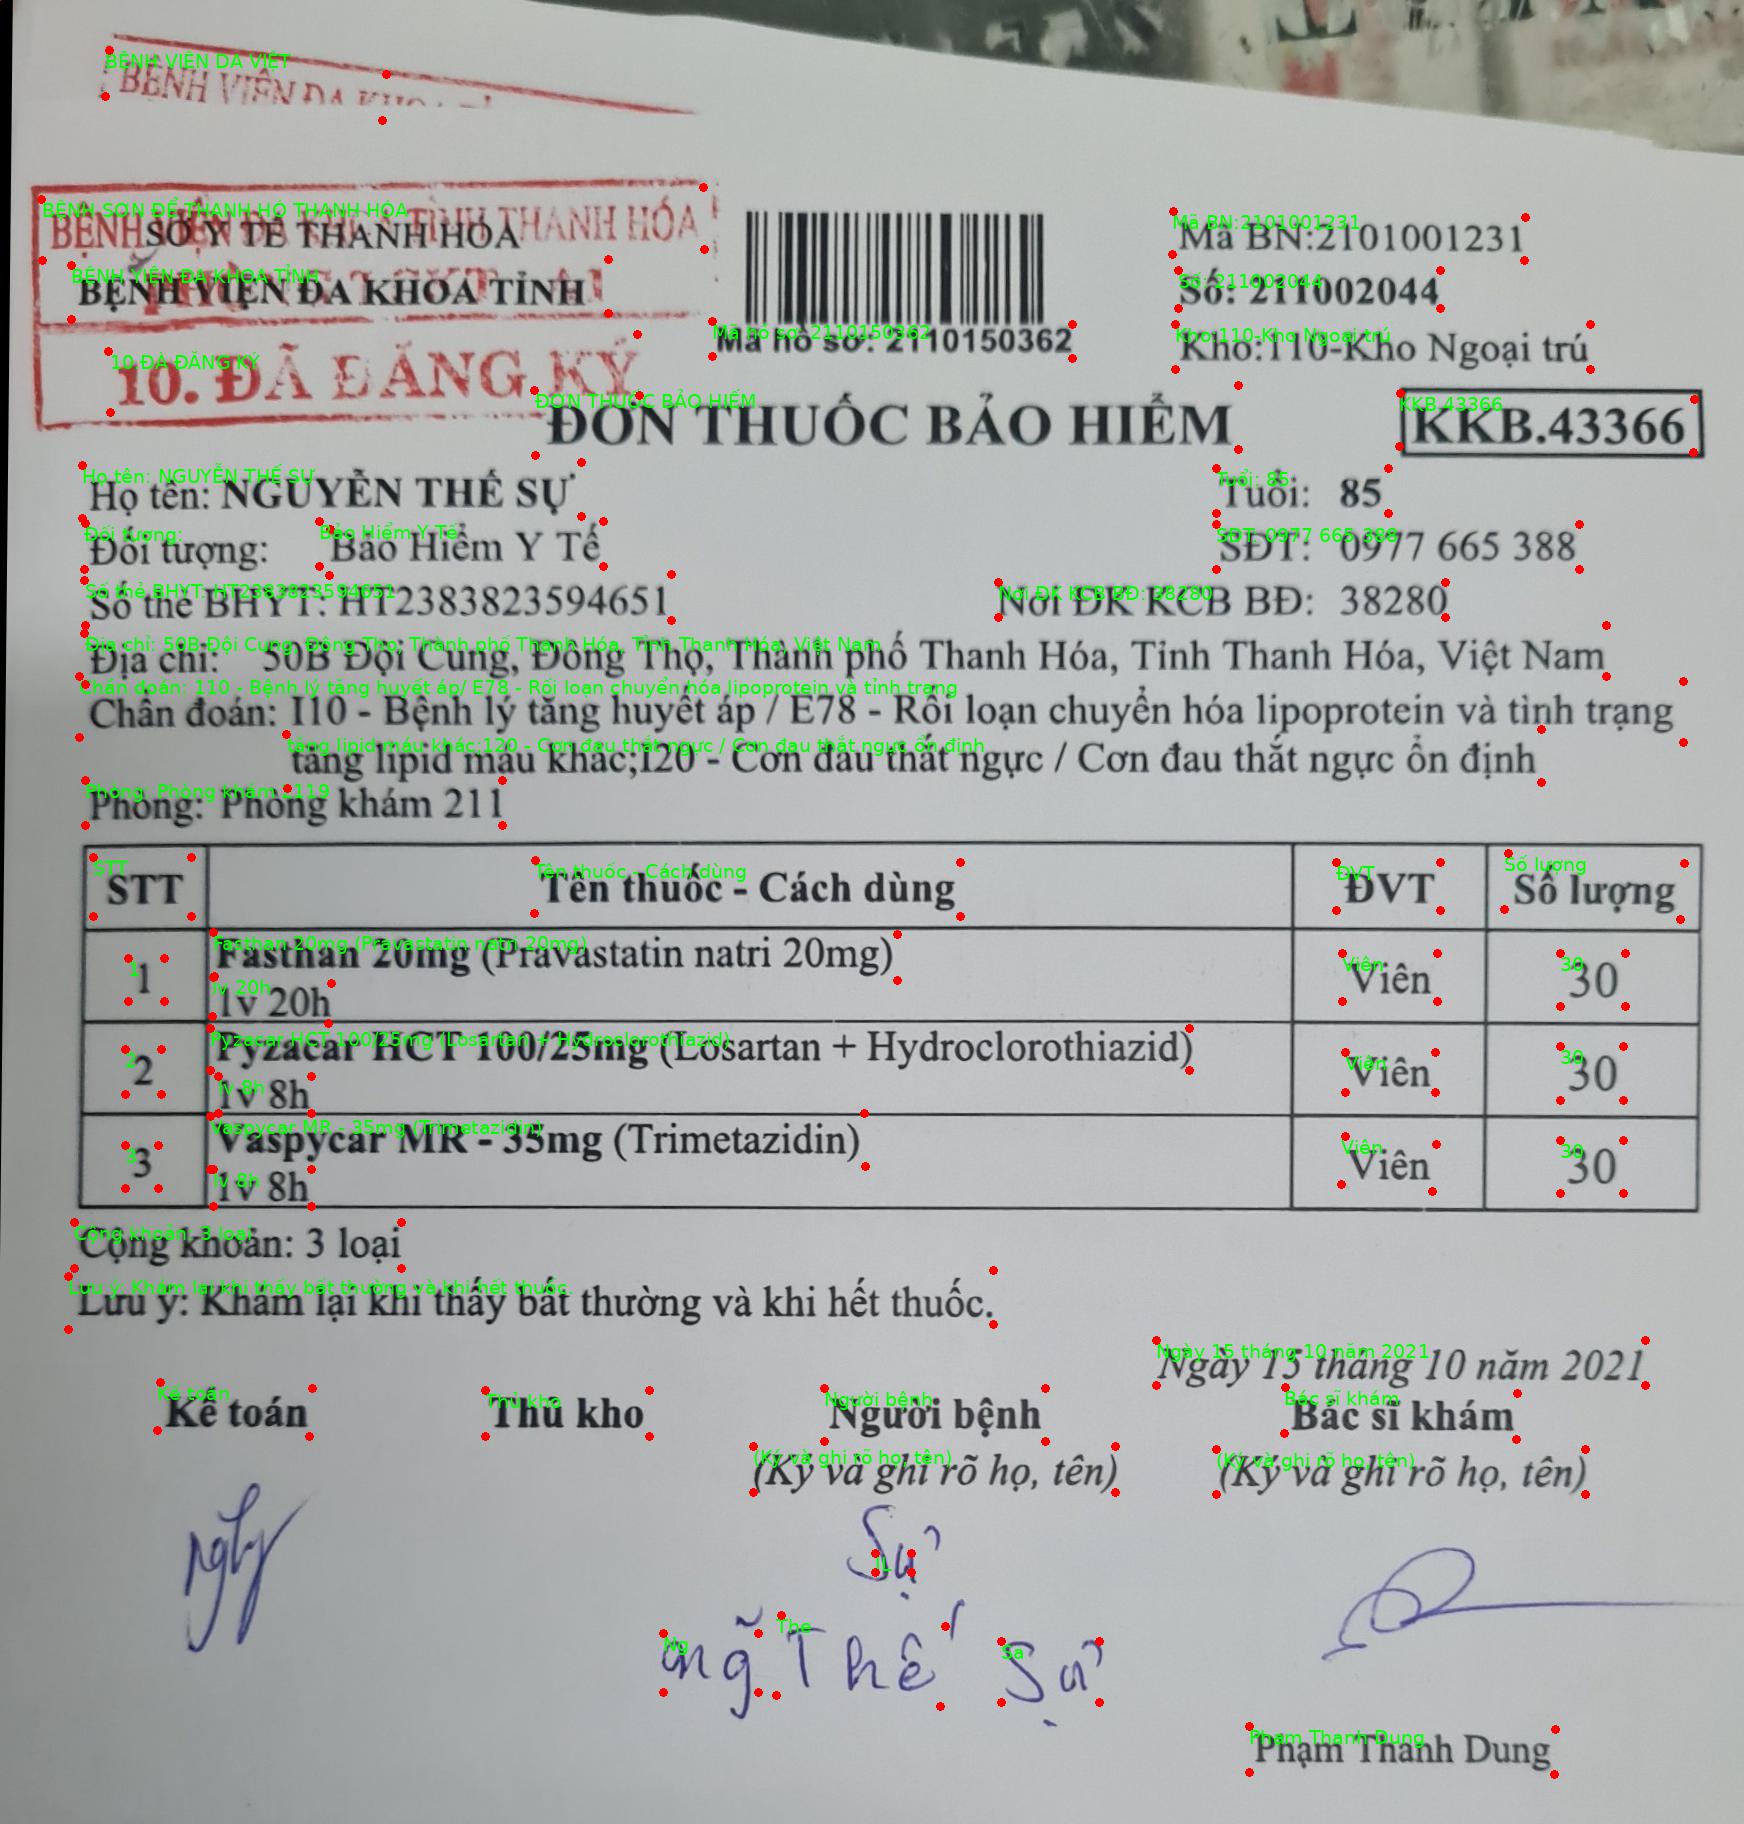 BỆNH VIỆN ĐA KHOA
BỆNH VIỆN ĐA KHOA TỈNH THANH HÓA
SỞ Y TẾ THANH HÓA
BỆNH VIỆN ĐA KHOA TỈNH
10. ĐÃ ĐĂNG KÝ
Mã hồ sơ: 2110150362
Mã BN:2101001231
Số: 211002044
Kho:110-Kho Ngoại trú
ĐƠN THUỐC BẢO HIỂM
KKB.43366
Họ tên: NGUYỄN THẾ SỰ Tuổi: 85
Đối tượng: Bảo Hiểm Y Tế SĐT: 0977 665 388
Số thẻ BHYT: HT2383823594651 Nơi ĐK KCB BĐ: 38280
Địa chỉ: 50B Đội Cung, Đông Thọ, Thành phố Thanh Hóa, Tỉnh Thanh Hóa, Việt Nam
Chẩn đoán: I10 - Bệnh lý tăng huyết áp / E78 - Rối loạn chuyển hóa lipoprotein và tình trạng
tăng lipid máu khác;I20 - Cơn đau thắt ngực / Cơn đau thắt ngực ổn định
Phòng: Phòng khám 211
STT Tên thuốc - Cách dùng ĐVT Số lượng
1 Fasthan 20mg (Pravastatin natri 20mg) Viên 30
1v 20h
2 Pyzacar HCT 100/25mg (Losartan + Hydroclorothiazid) Viên 30
1v 8h
3 Vaspycar MR - 35mg (Trimetazidin) Viên 30
1v 8h
Cộng khoản: 3 loại
Lưu ý: Khám lại khi thấy bất thường và khi hết thuốc.
Ngày 15 tháng 10 năm 2021
Kế toán Thủ kho Người bệnh Bác sĩ khám
(Ký và ghi rõ họ, tên) (Ký và ghi rõ họ, tên)
Sự
Thế Sự
Phạm Thanh Dung